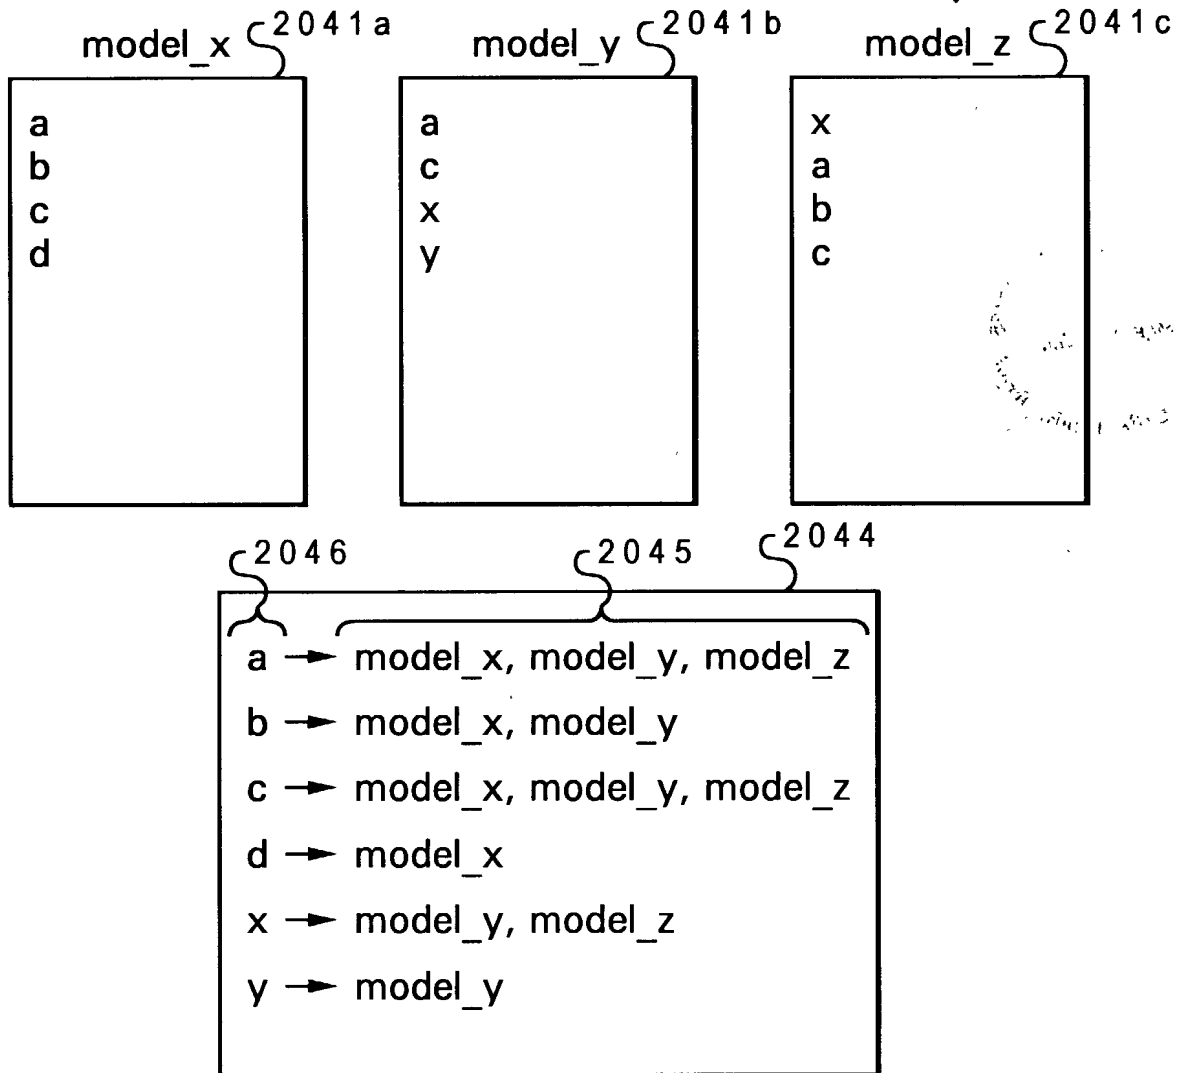 model_x 2041a
a
b
c
d
model_y 2041b
a
c
x
y
model_z 2041c
x
a
b
c
2046 2045 2044
a → model_x, model_y, model_z
b → model_x, model_y
c → model_x, model_y, model_z
d → model_x
x → model_y, model_z
y → model_y